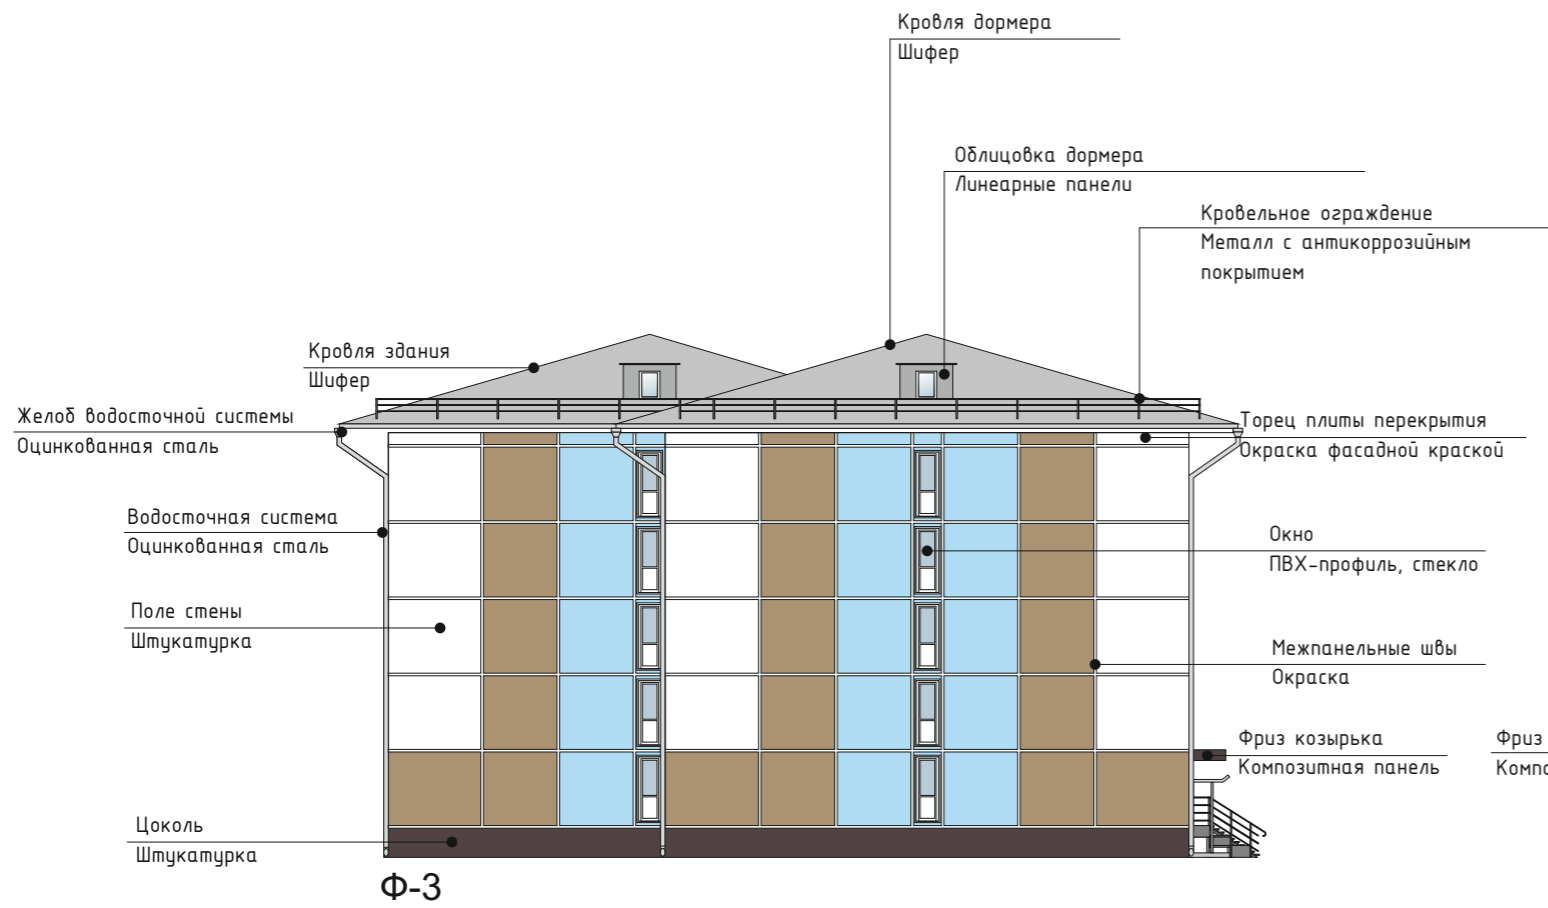 Кровля дормера
Шифер
Облицовка дормера
Линеарные панели
Кровельное ограждение
Металл с антикоррозийным
покрытием
Кровля здания
Шифер
Желоб водосточной системы
Оцинкованная сталь
Торец плиты перекрытия
Окраска фасадной краской
Водосточная система
Оцинкованная сталь
Окно
ПВХ-профиль, стекло
Поле стены
Штукатурка
Межпанельные швы
Окраска
Фриз козырька
Композитная панель
Фриз
Компо
Цоколь
Штукатурка
Ф-3